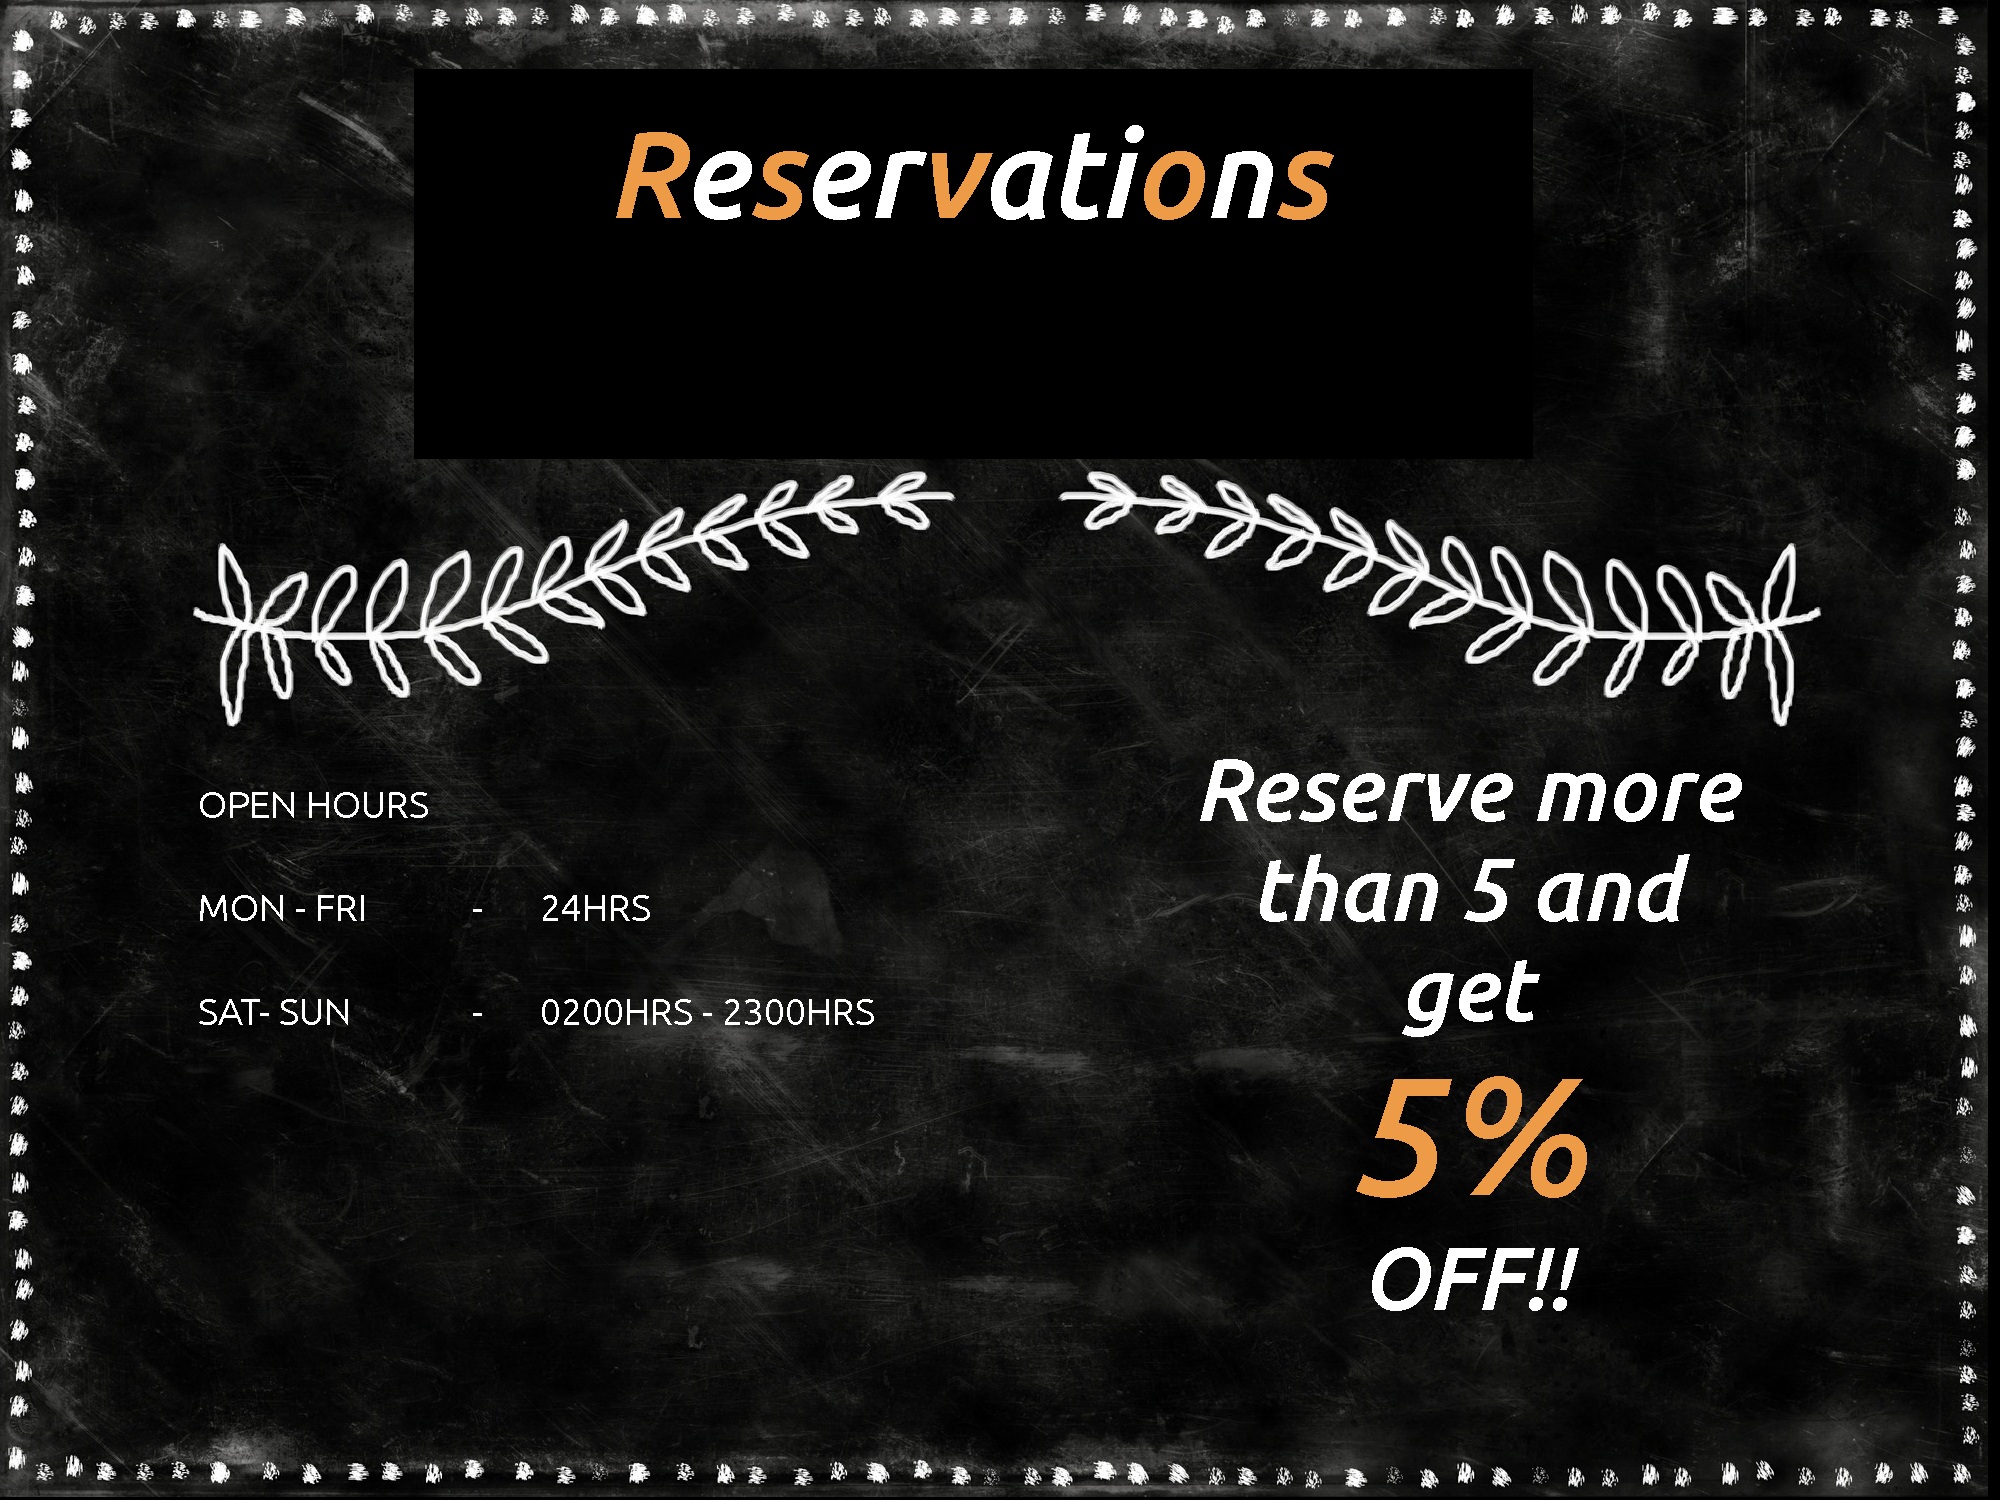 Reservations
OPEN HOURS
MON - FRI - 24HRS
SAT- SUN - 0200HRS - 2300HRS
Reserve more
than 5 and
get
5%
OFF!!